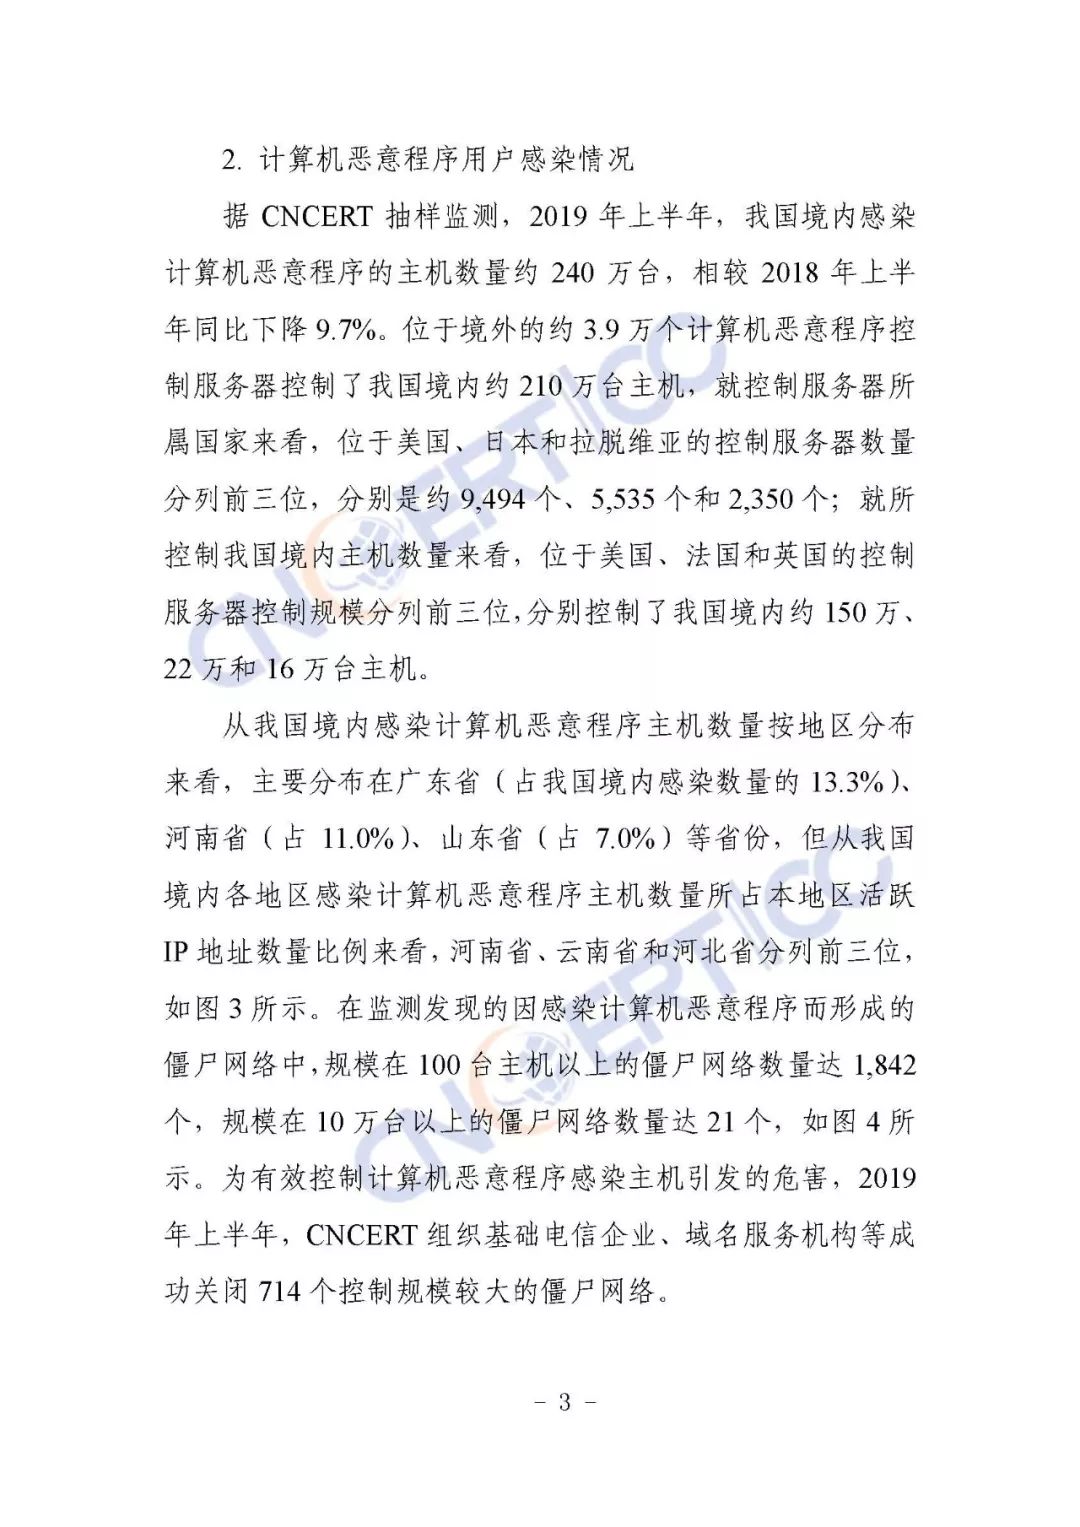 2. 计算机恶意程序用户感染情况
据 CNCERT 抽样监测，2019 年上半年，我国境内感染
计算机恶意程序的主机数量约 240 万台，相较 2018 年上半
年同比下降 9.7%。位于境外的约 3.9 万个计算机恶意程序控
制服务器控制了我国境内约 210 万台主机，就控制服务器所
属国家来看，位于美国、日本和拉脱维亚的控制服务器数量
分列前三位，分别是约 9,494 个、5,535 个和 2,350 个；就所
控制我国境内主机数量来看，位于美国、法国和英国的控制
服务器控制规模分列前三位，分别控制了我国境内约 150 万、
22 万和 16 万台主机。
从我国境内感染计算机恶意程序主机数量按地区分布
来看，主要分布在广东省（占我国境内感染数量的 13.3%）、
河南省（占 11.0%）、山东省（占 7.0%）等省份，但从我国
境内各地区感染计算机恶意程序主机数量所占本地区活跃
IP 地址数量比例来看，河南省、云南省和河北省分列前三位，
如图 3 所示。在监测发现的因感染计算机恶意程序而形成的
僵尸网络中，规模在 100 台主机以上的僵尸网络数量达 1,842
个，规模在 10 万台以上的僵尸网络数量达 21 个，如图 4 所
示。为有效控制计算机恶意程序感染主机引发的危害，2019
年上半年，CNCERT 组织基础电信企业、域名服务机构等成
功关闭 714 个控制规模较大的僵尸网络。
- 3 -
CNCERT/CC
CNCERT/CC